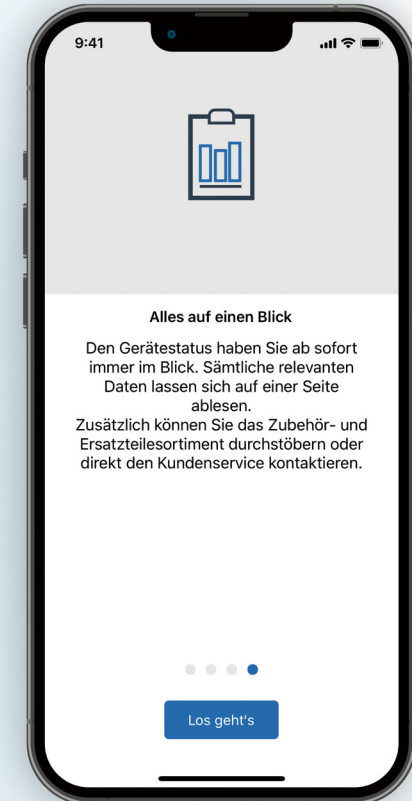 9:41
Alles auf einen Blick
Den Gerätestatus haben Sie ab sofort
immer im Blick. Sämtliche relevanten
Daten lassen sich auf einer Seite
ablesen.
Zusätzlich können Sie das Zubehör- und
Ersatzteilesortiment durchstöbern oder
direkt den Kundenservice kontaktieren.
Los geht's